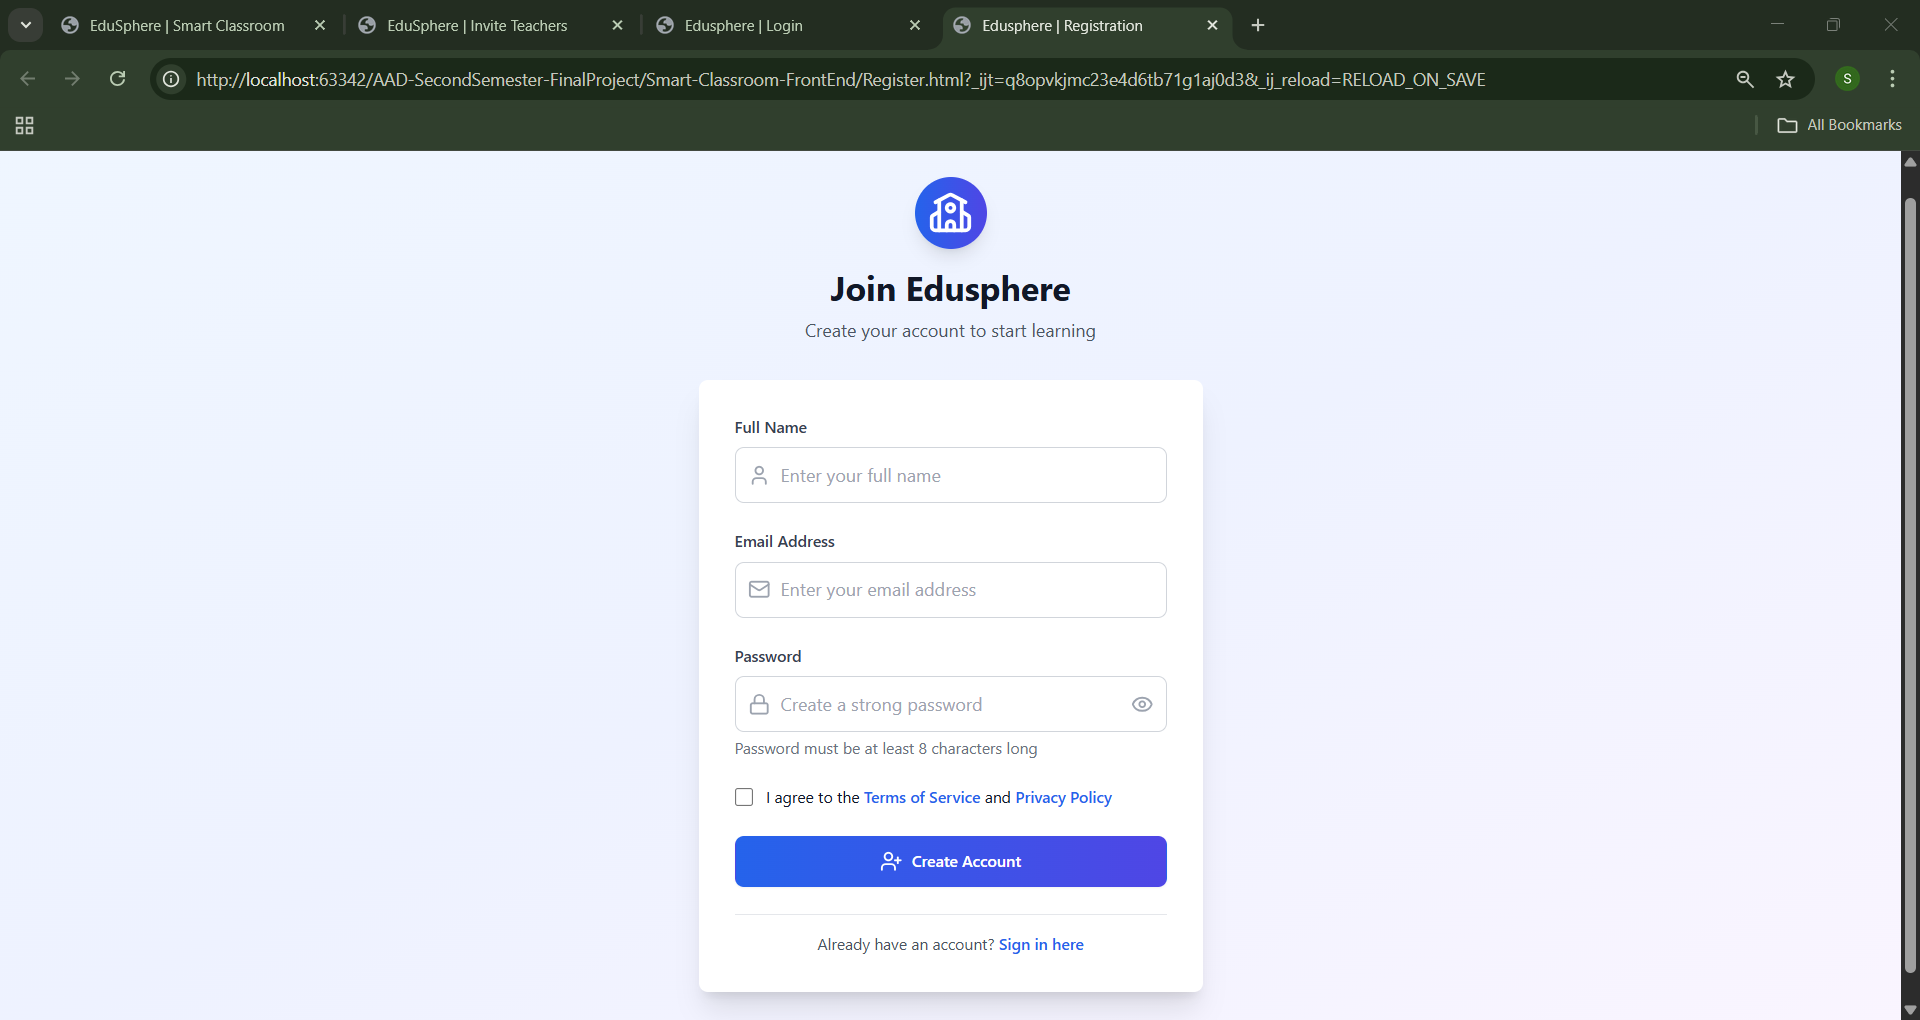 EduSphere | Smart Classroom
EduSphere | Invite Teachers
Edusphere | Login
Edusphere | Registration
http://localhost:63342/AAD-SecondSemester-FinalProject/Smart-Classroom-FrontEnd/Register.html?_ijt=q8opvkjmc23e4d6tb71g1aj0d3&_ij_reload=RELOAD_ON_SAVE
S
All Bookmarks
Join Edusphere
Create your account to start learning
Full Name
Enter your full name
Email Address
Enter your email address
Password
Create a strong password
Password must be at least 8 characters long
I agree to the Terms of Service and Privacy Policy
Create Account
Already have an account? Sign in here